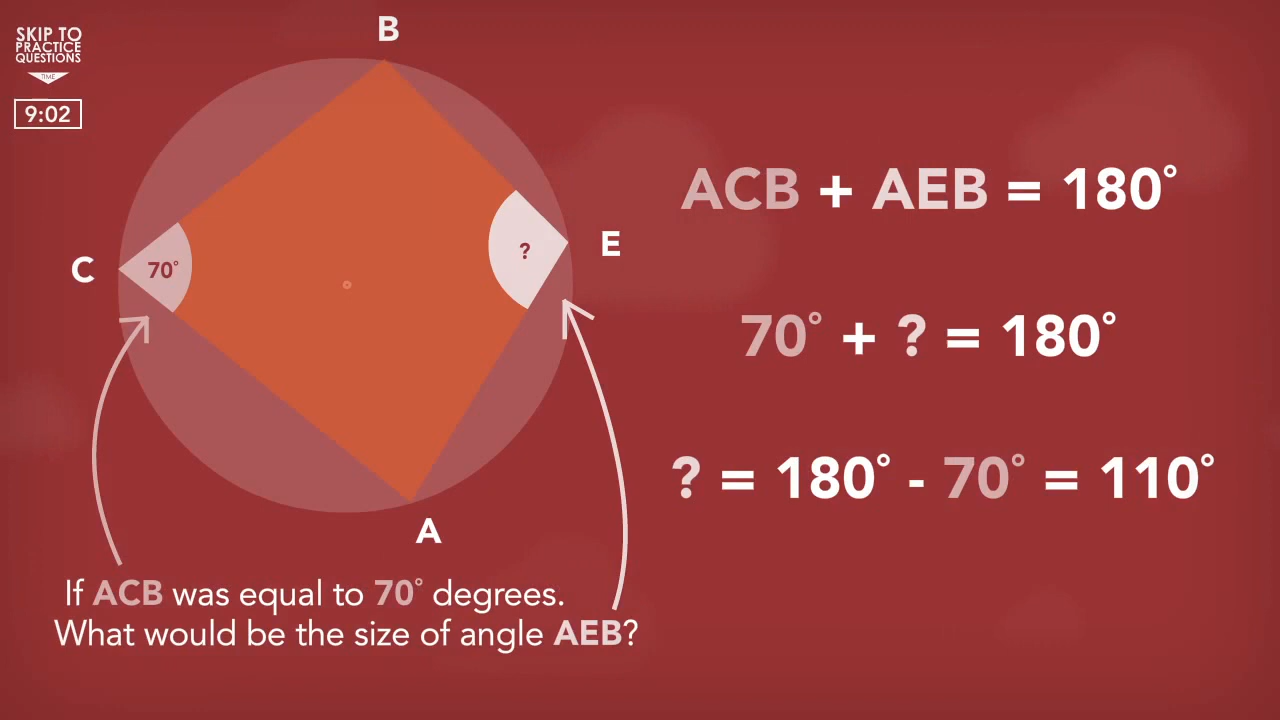 SKIP TO
PRACTICE
QUESTIONS
TIME
9:02
B
C
70°
?
E
A
ACB + AEB = 180°
70° + ? = 180°
? = 180° - 70° = 110°
If ACB was equal to 70° degrees.
What would be the size of angle AEB?